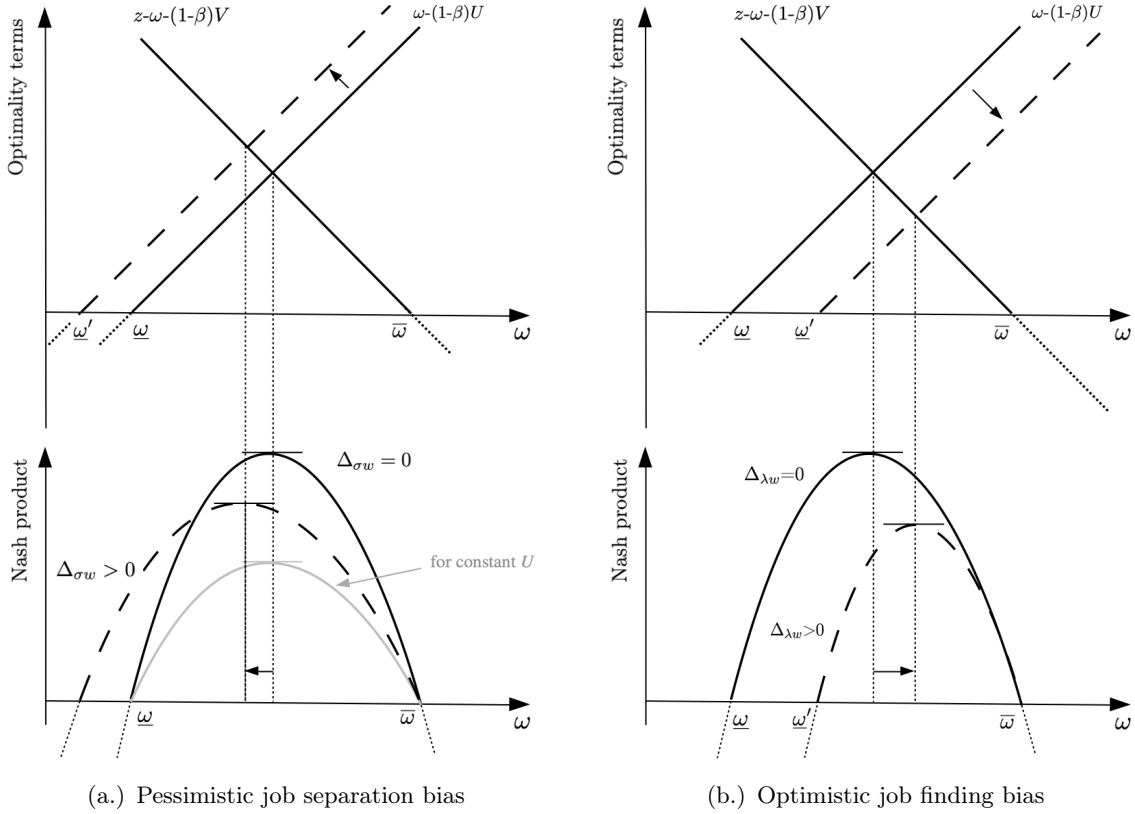 z-ω-(1-β)V
ω-(1-β)U
Optimality terms
ω̲′
ω̲
ω̅
ω
Nash product
Δσw = 0
Δσw > 0
for constant U
ω̲
ω̅
ω
(a.) Pessimistic job separation bias
z-ω-(1-β)V
ω-(1-β)U
Optimality terms
ω̲
ω̲′
ω̅
ω
Nash product
Δλw=0
Δλw>0
ω̲
ω̲′
ω̅
ω
(b.) Optimistic job finding bias